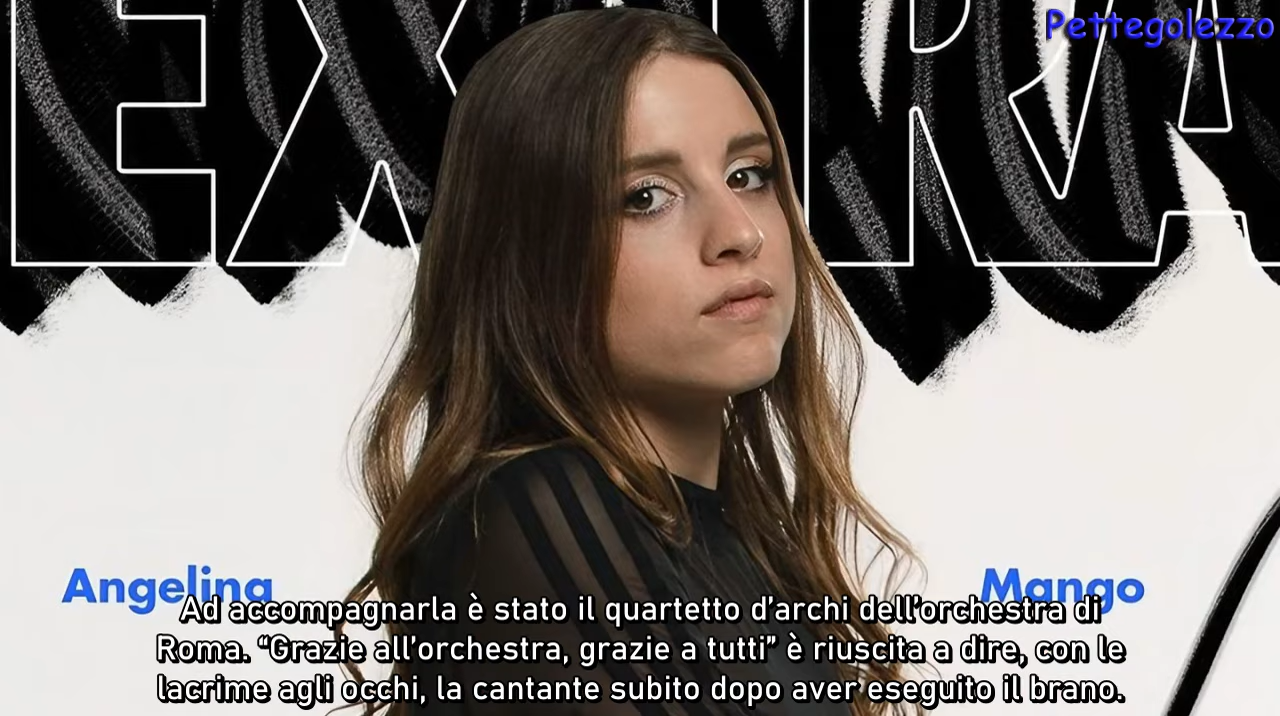 EXTRA
Pettegolezzo
Angelina
Mango
Ad accompagnarla è stato il quartetto d’archi dell’orchestra di
Roma. “Grazie all’orchestra, grazie a tutti” è riuscita a dire, con le
lacrime agli occhi, la cantante subito dopo aver eseguito il brano.